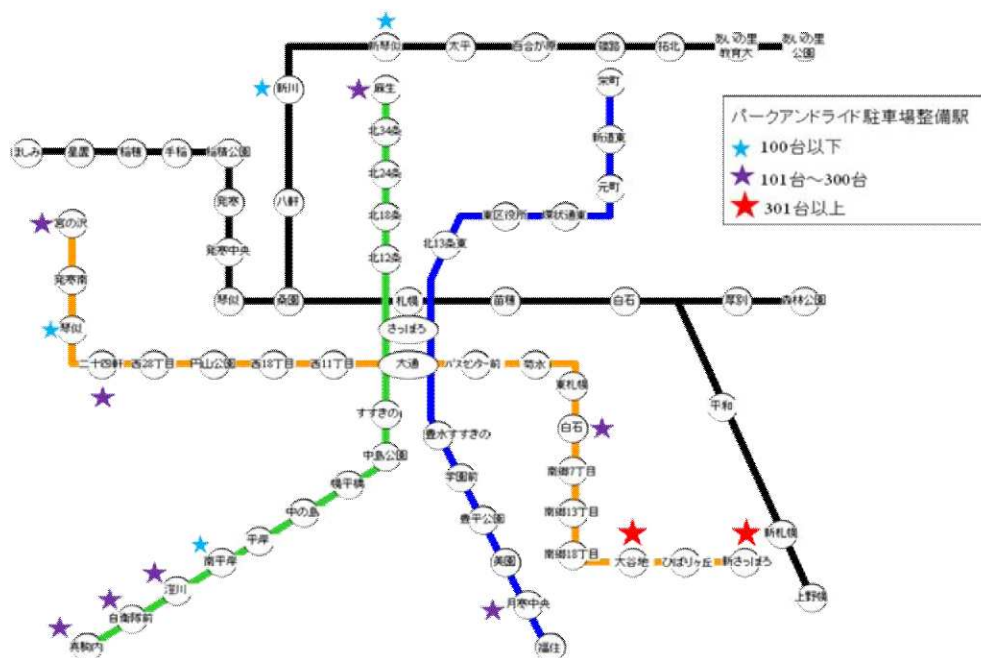 新琴似
太平
百合が原
篠路
拓北
あいの里
教育大
あいの里
公園
新川
麻生
栄町
パークアンドライド駐車場整備駅
100台以下
101台～300台
301台以上
北34条
新道東
ほしみ
星置
稲穂
手稲
稲積公園
北24条
元町
発寒
八軒
北18条
東区役所
環状通東
宮の沢
発寒中央
北12条
北13条東
発寒南
琴似
桑園
札幌
苗穂
白石
厚別
森林公園
琴似
さっぽろ
二十四軒
西28丁目
円山公園
西18丁目
西11丁目
大通
バスセンター前
菊水
東札幌
すすきの
平和
豊水すすきの
白石
中島公園
学園前
南郷7丁目
幌平橋
中の島
豊平公園
南郷13丁目
平岸
新札幌
南平岸
美園
南郷18丁目
大谷地
ひばりヶ丘
新さっぽろ
澄川
月寒中央
上野幌
自衛隊前
真駒内
福住